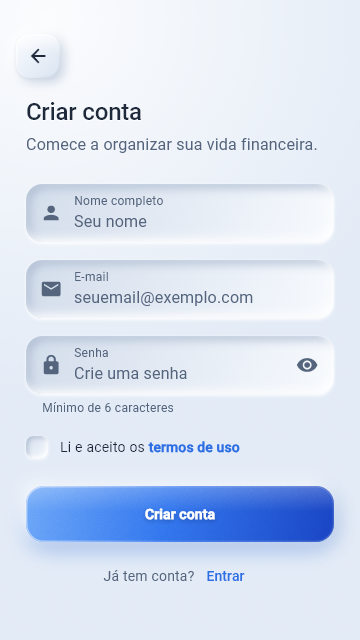 Criar conta
Comece a organizar sua vida financeira.
Nome completo
Seu nome
E-mail
seuemail@exemplo.com
Senha
Crie uma senha
Mínimo de 6 caracteres
Li e aceito os termos de uso
Criar conta
Já tem conta? Entrar